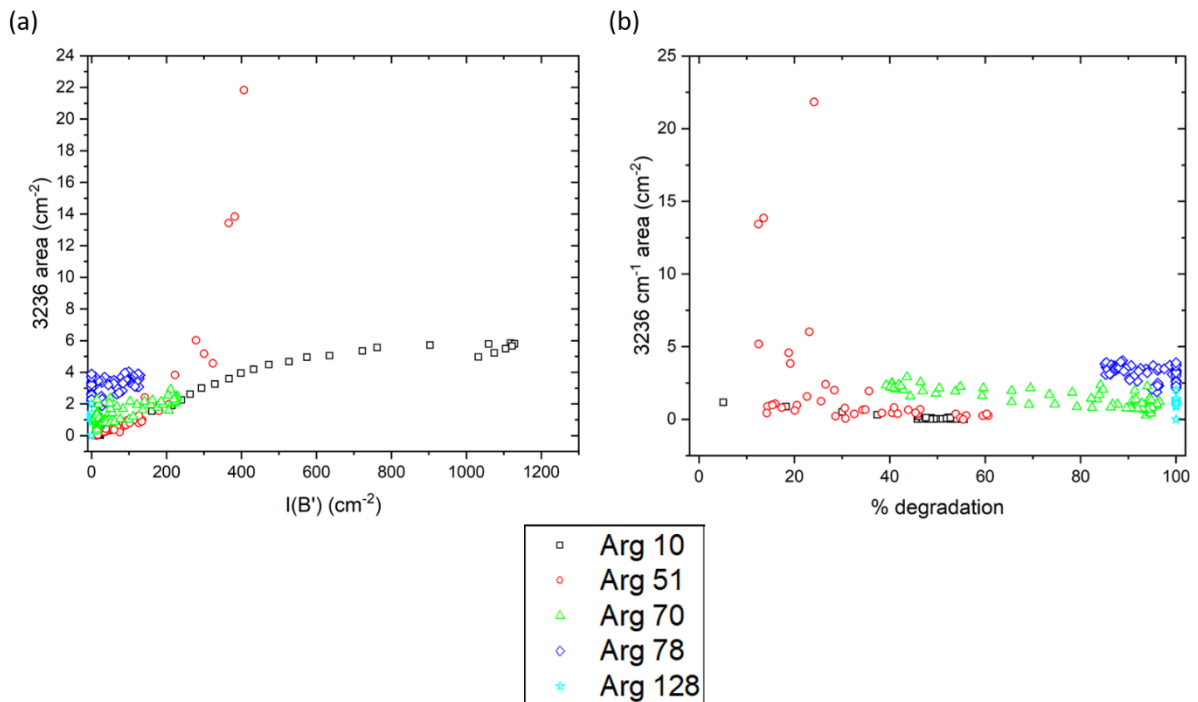 (a)
24
22
20
18
16
14
12
10
8
6
4
2
0
3236 area (cm⁻²)
0 200 400 600 800 1000 1200
I(B') (cm⁻²)
(b)
25
20
15
10
5
0
3236 cm⁻¹ area (cm⁻²)
0 20 40 60 80 100
% degradation
Arg 10
Arg 51
Arg 70
Arg 78
Arg 128